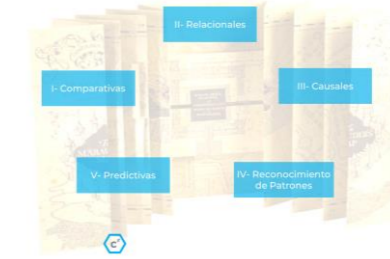 II- Relacionales
I- Comparativas
III- Causales
V- Predictivas
IV- Reconocimiento
de Patrones